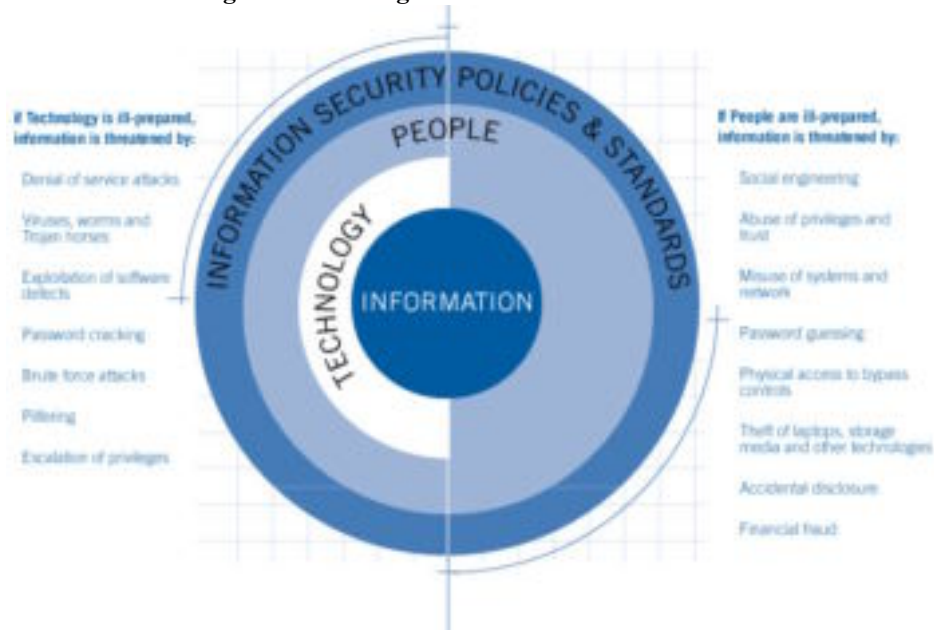 If Technology is ill-prepared,
information is threatened by:
Denial of service attacks
Viruses, worms and
Trojan horses
Exploitation of software
defects
Password cracking
Brute force attacks
Pilfering
Escalation of privileges
INFORMATION SECURITY POLICIES & STANDARDS
PEOPLE
TECHNOLOGY
INFORMATION
If People are ill-prepared,
information is threatened by:
Social engineering
Abuse of privileges and
trust
Misuse of systems and
network
Password guessing
Physical access to bypass
controls
Theft of laptops, storage
media and other technologies
Accidental disclosure
Financial fraud